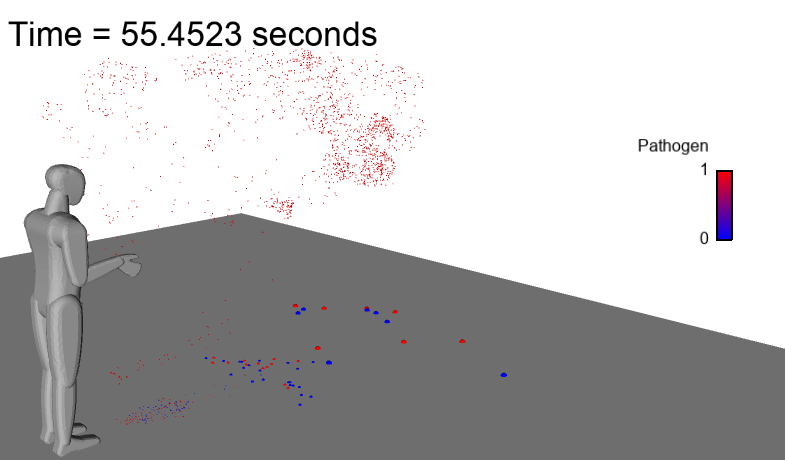 Time = 55.4523 seconds
Pathogen
1
0